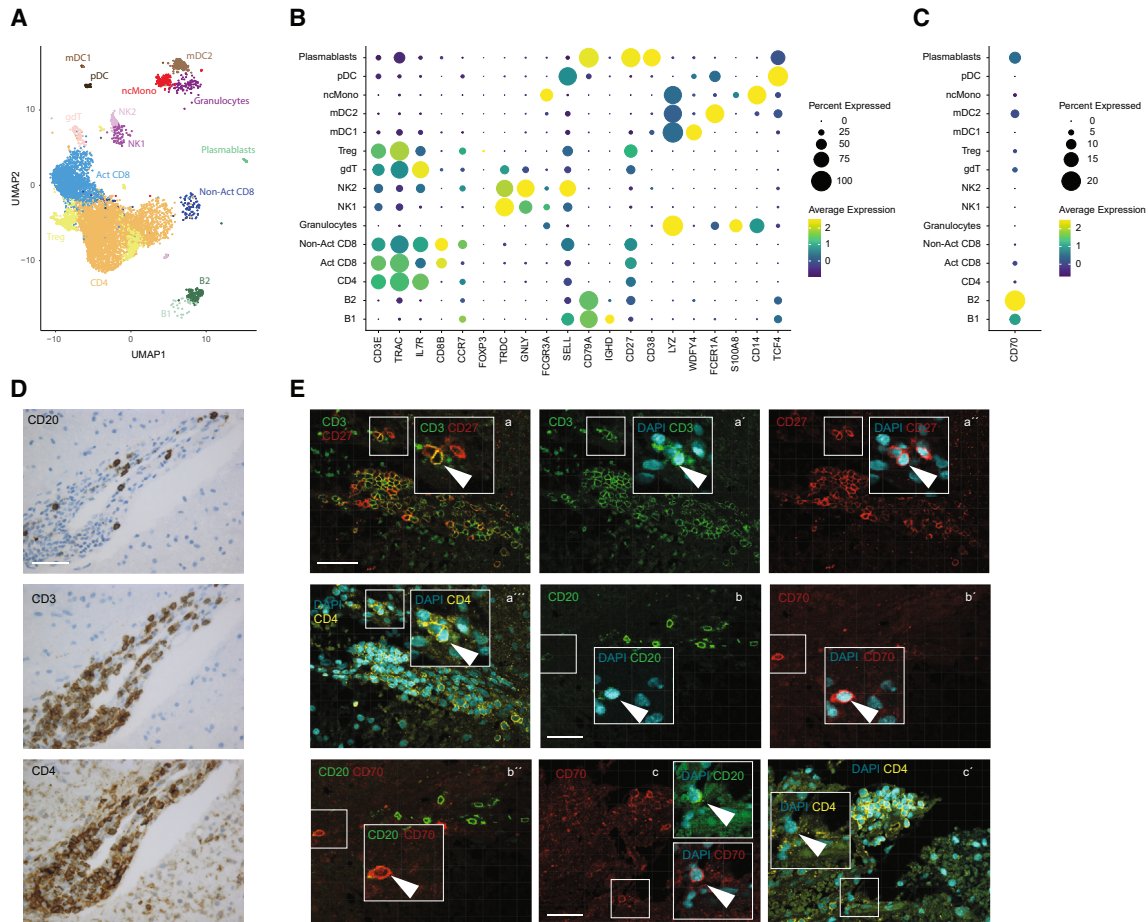 A
mDC1
mDC2
pDC
ncMono
Granulocytes
NK2
gdT
NK1
Plasmablasts
Act CD8
Non-Act CD8
Treg
CD4
B2
B1
10
0
−10
UMAP2
−10
0
10
UMAP1
B
Plasmablasts
pDC
ncMono
mDC2
mDC1
Treg
gdT
NK2
NK1
Granulocytes
Non-Act CD8
Act CD8
CD4
B2
B1
CD3E
TRAC
IL7R
CD8B
CCR7
FOXP3
TRDC
GNLY
FCGR3A
SELL
CD79A
IGHD
CD27
CD38
LYZ
WDFY4
FCER1A
S100A8
CD14
TCF4
Percent Expressed
0
25
50
75
100
Average Expression
2
1
0
C
Plasmablasts
pDC
ncMono
mDC2
mDC1
Treg
gdT
NK2
NK1
Granulocytes
Non-Act CD8
Act CD8
CD4
B2
B1
CD70
Percent Expressed
0
5
10
15
20
Average Expression
2
1
0
D
CD20
CD3
CD4
E
CD3
CD27
CD3 CD27
a
CD3
DAPI CD3
a´
CD27
DAPI CD27
a´´
DAPI
CD4
DAPI CD4
a´´´
CD20
DAPI CD20
b
CD70
DAPI CD70
b´
CD20 CD70
CD20 CD70
b´´
CD70
DAPI CD20
DAPI CD70
c
DAPI CD4
DAPI CD4
c´